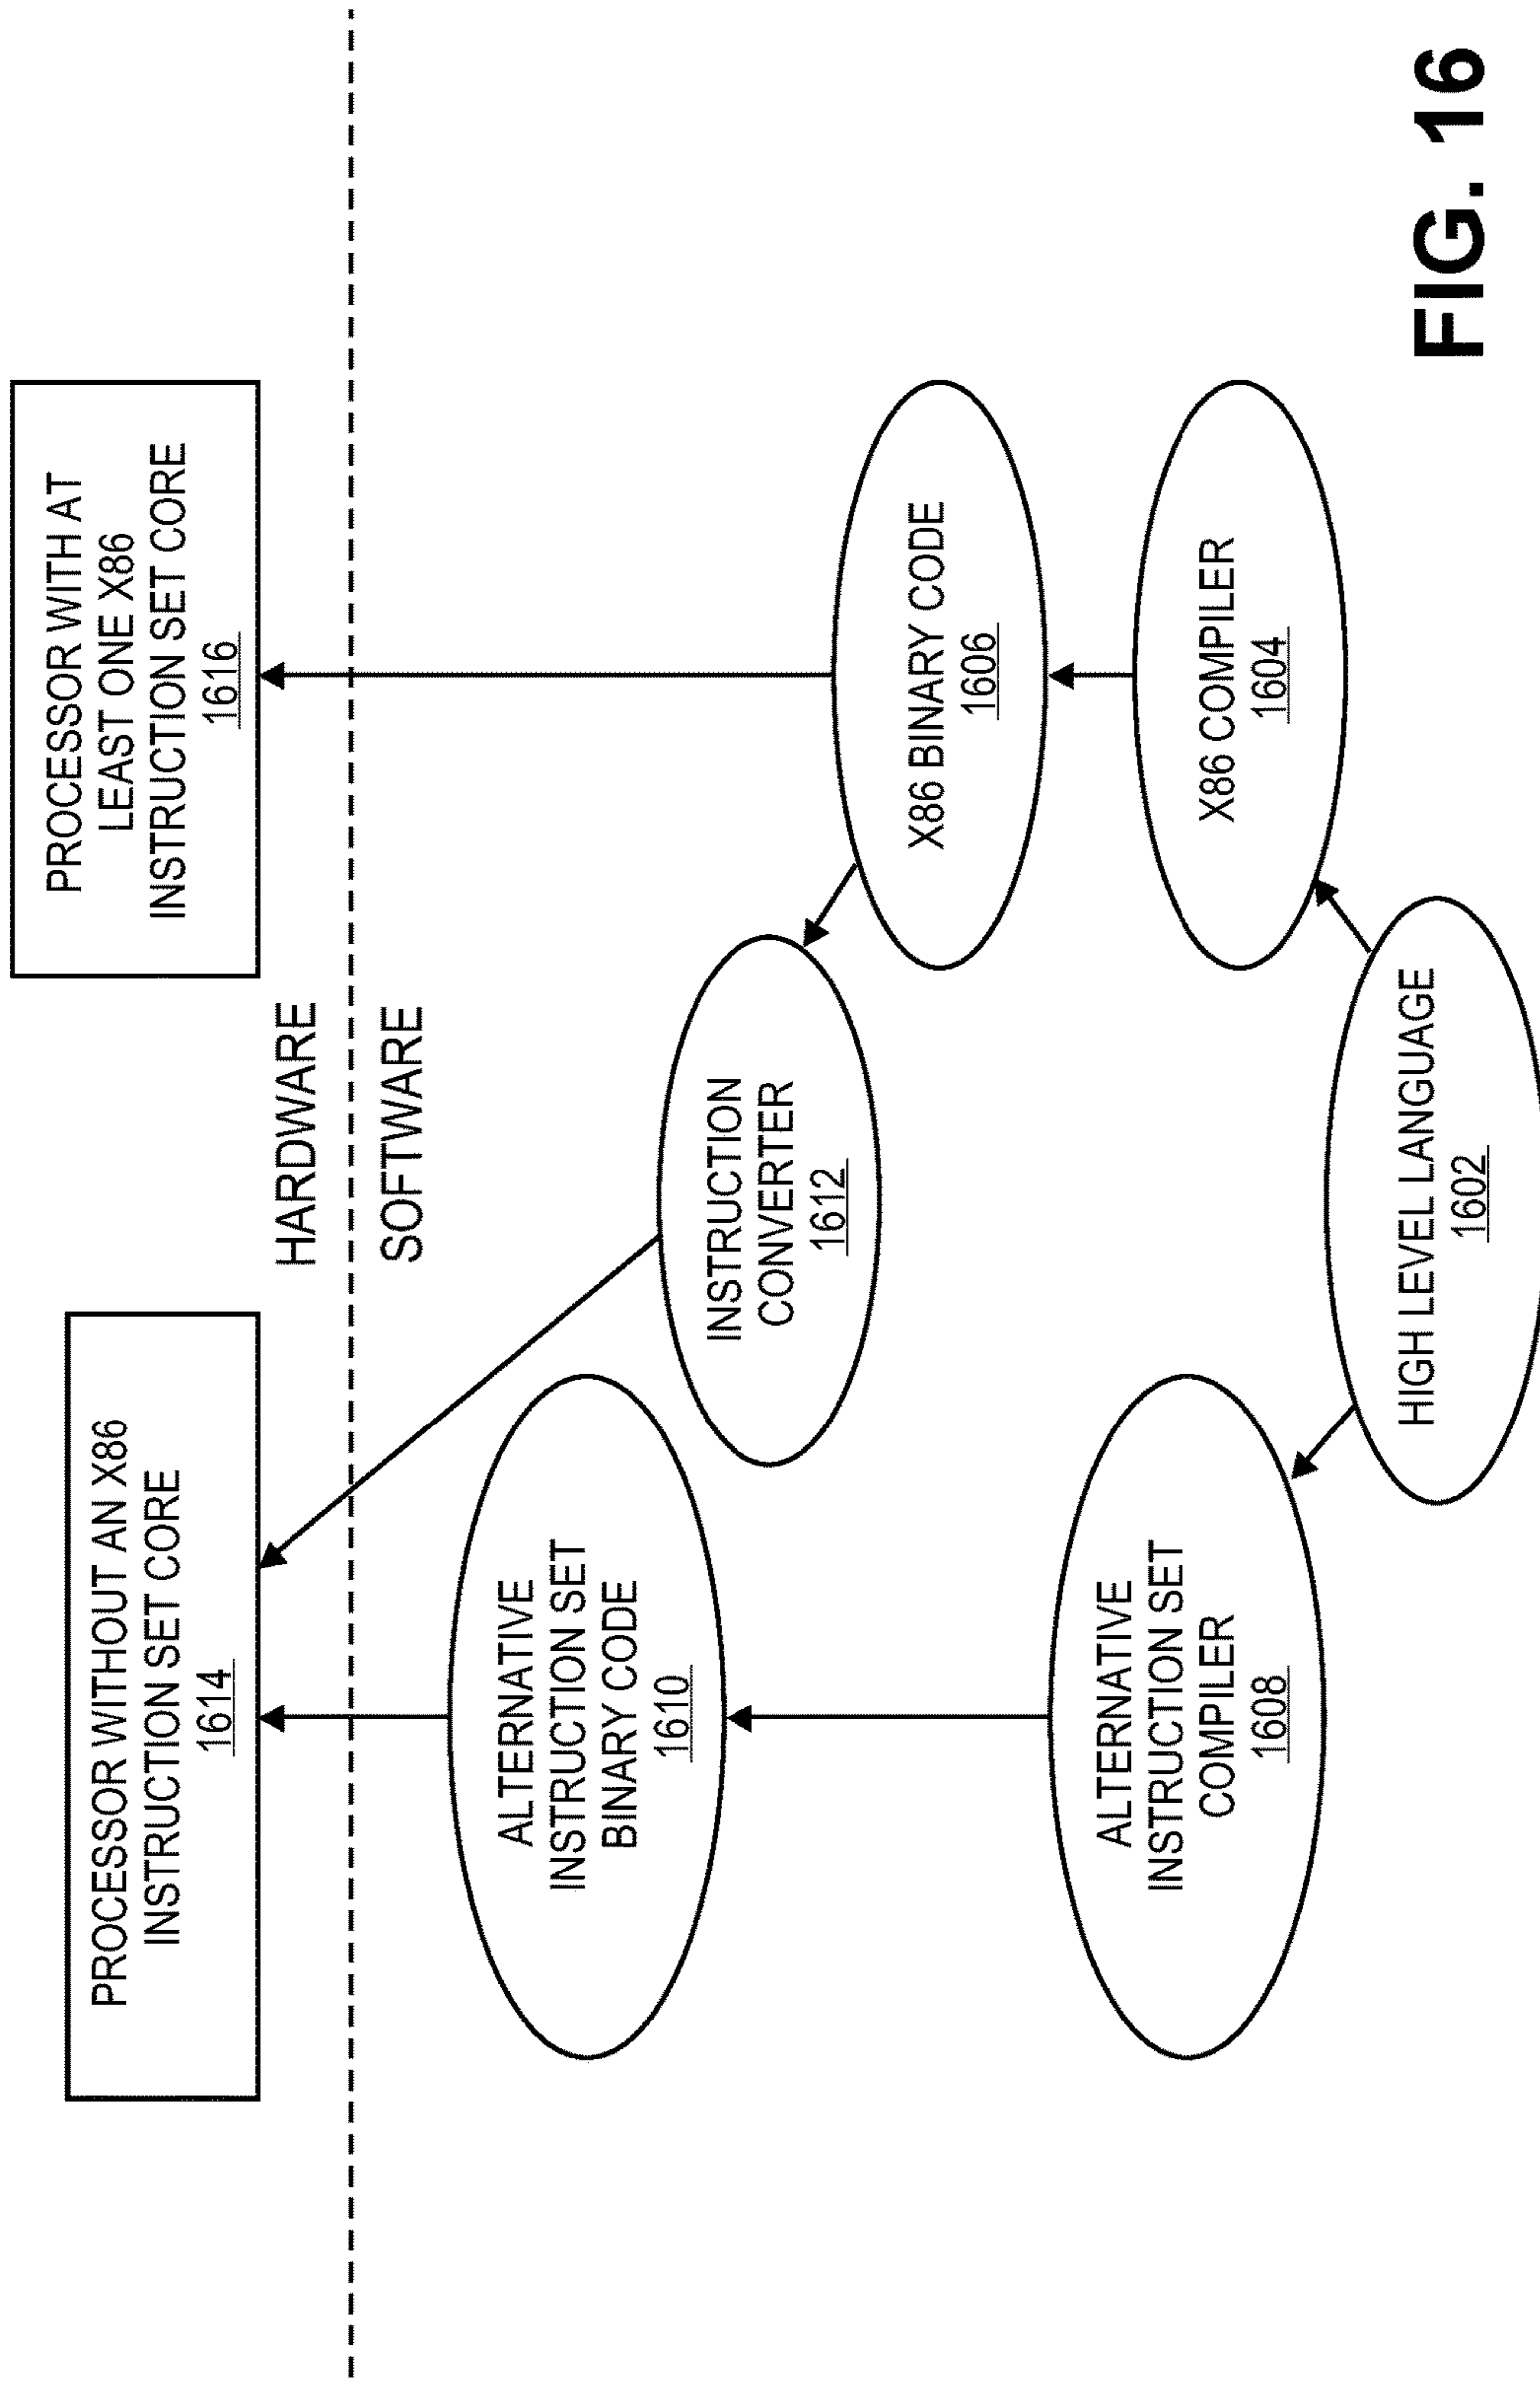 PROCESSOR WITHOUT AN X86
INSTRUCTION SET CORE
1614
PROCESSOR WITH AT
LEAST ONE X86
INSTRUCTION SET CORE
1616
HARDWARE
SOFTWARE
ALTERNATIVE
INSTRUCTION SET
BINARY CODE
1610
INSTRUCTION
CONVERTER
1612
X86 BINARY CODE
1606
ALTERNATIVE
INSTRUCTION SET
COMPILER
1608
X86 COMPILER
1604
HIGH LEVEL LANGUAGE
1602
FIG. 16